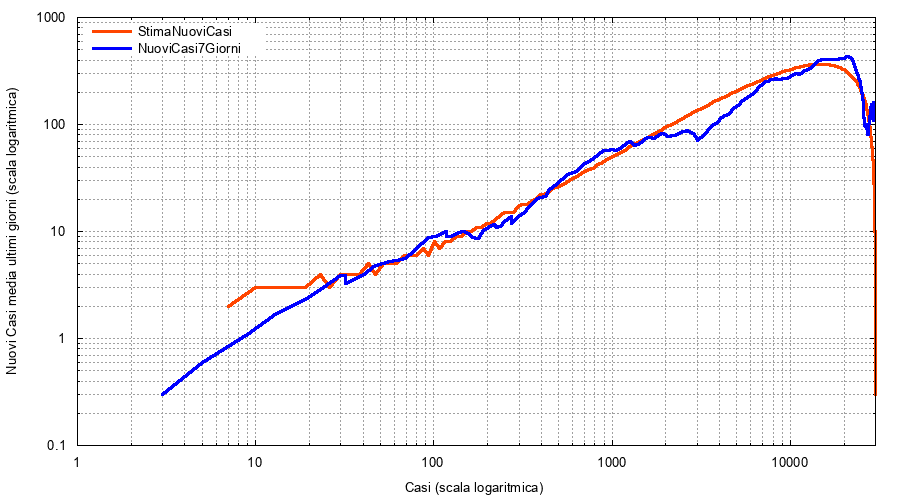 1000
StimaNuoviCasi
NuoviCasi7Giorni
100
10
1
0.1
1
10
100
1000
10000
Nuovi Casi media ultimi giorni (scala logaritmica)
Casi (scala logaritmica)